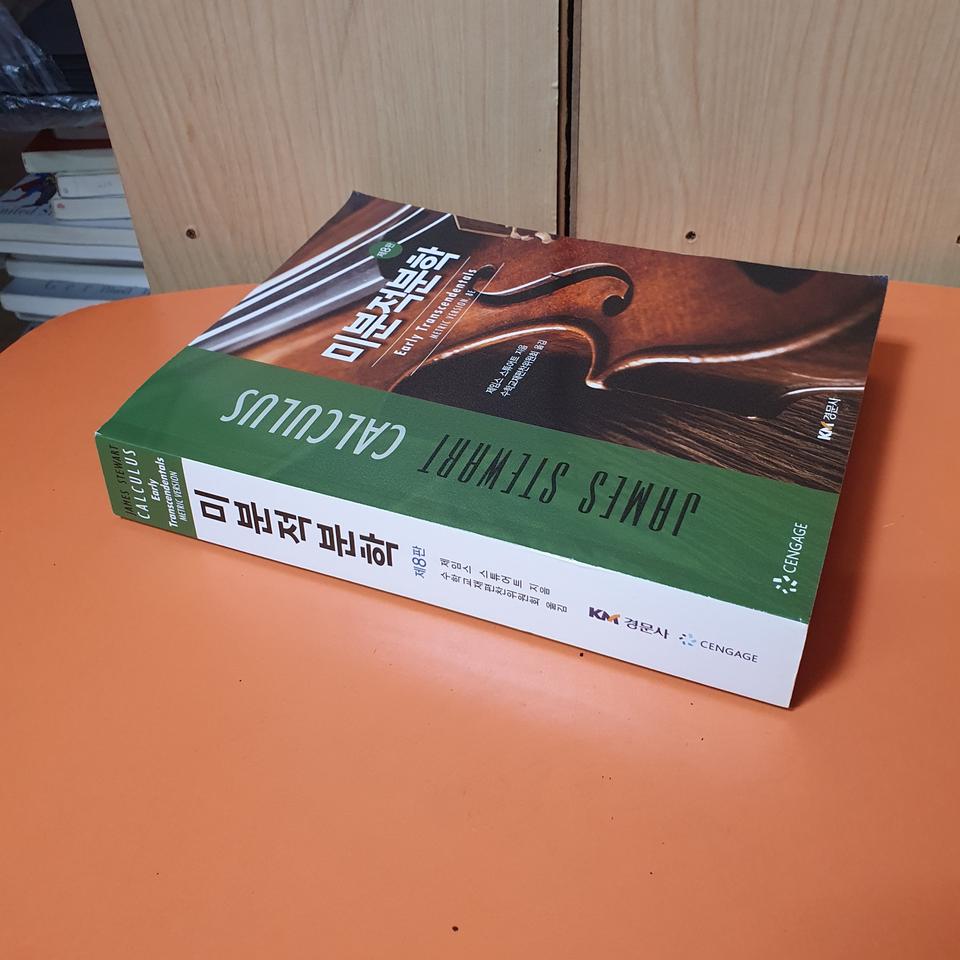 제8판
미분적분학
Early Transcendentals
METRIC VERSION 8E
제임스 스튜어트 지음
수학교재편찬위원회 옮김
KM 경문사
CALCULUS
JAMES STEWART
CENGAGE
JAMES STEWART
CALCULUS
Early
Transcendentals
METRIC VERSION
미분적분학
제8판
제임스 스튜어트 지음
수학교재편찬위원회 옮김
KM 경문사
CENGAGE